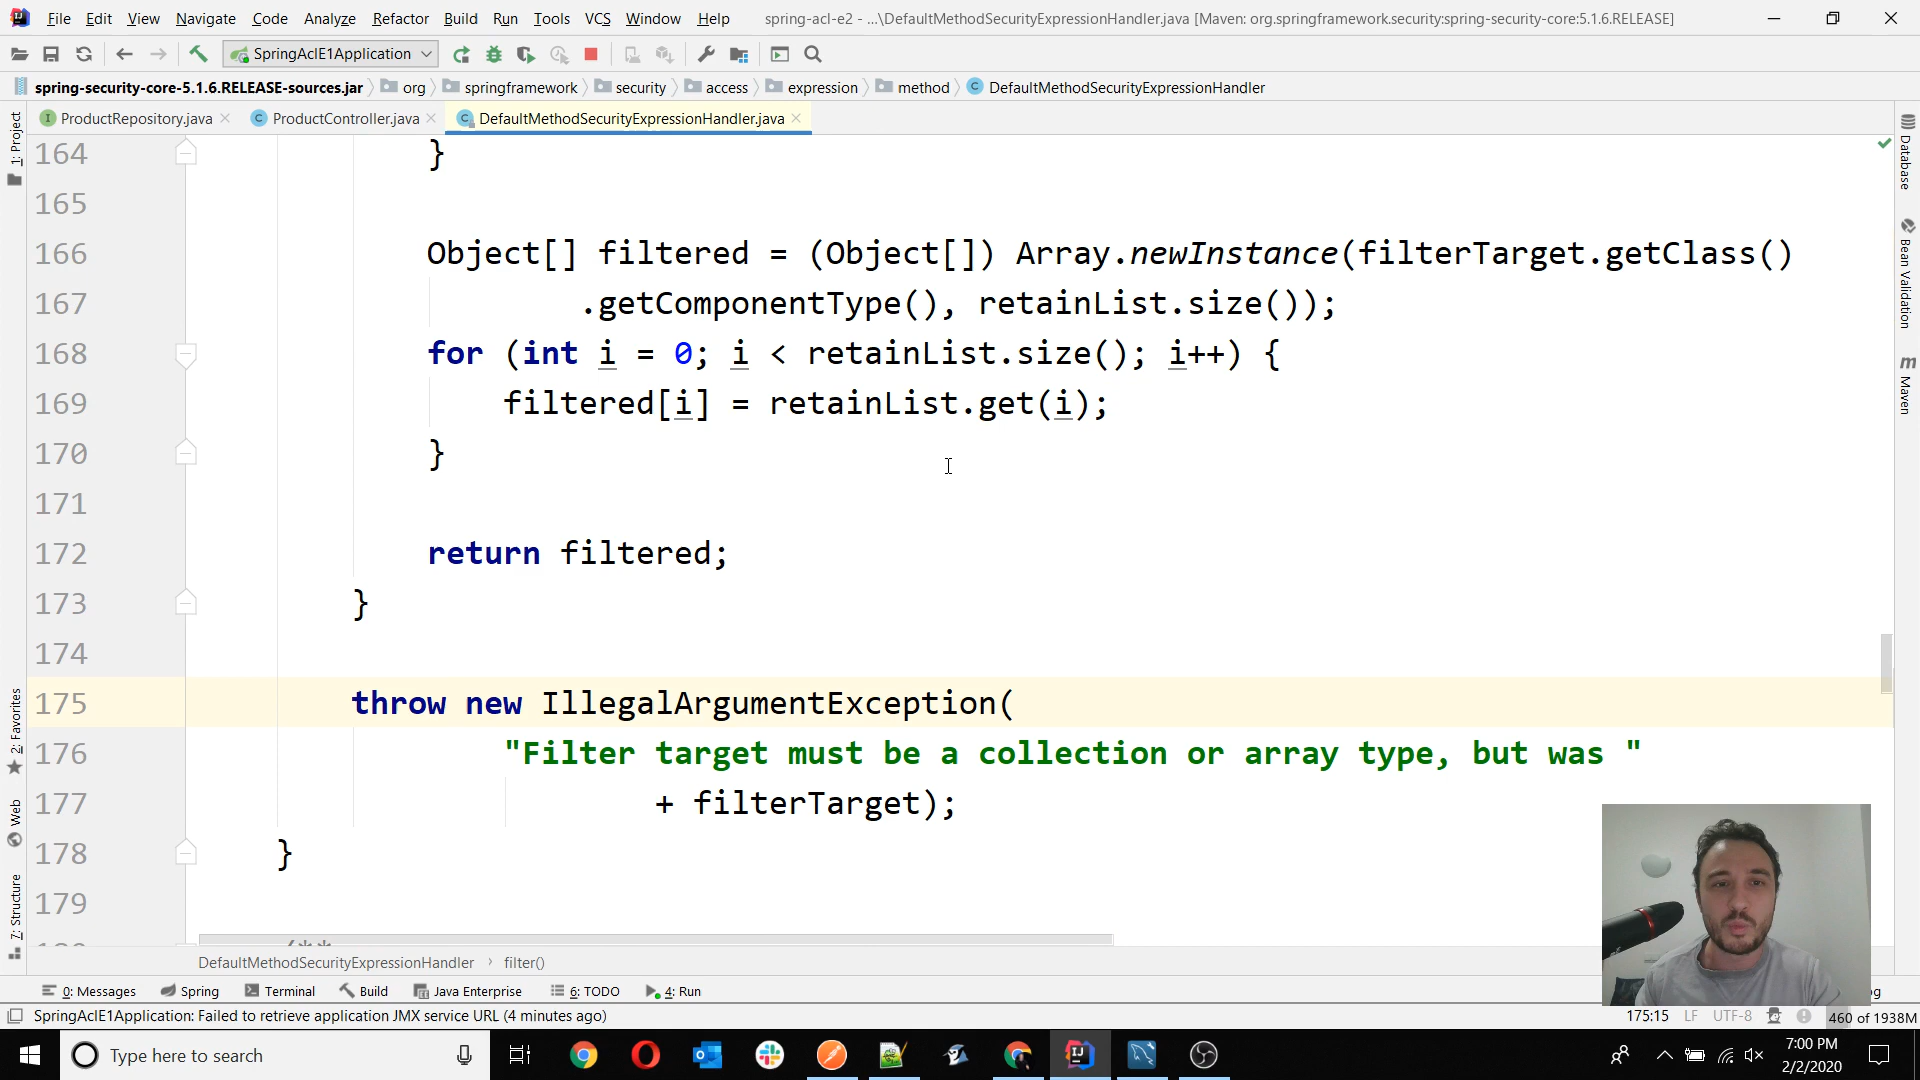 File Edit View Navigate Code Analyze Refactor Build Run Tools VCS Window Help spring-acl-e2 - ...\DefaultMethodSecurityExpressionHandler.java [Maven: org.springframework.security:spring-security-core:5.1.6.RELEASE]
SpringAclE1Application
spring-security-core-5.1.6.RELEASE-sources.jar org springframework security access expression method DefaultMethodSecurityExpressionHandler
ProductRepository.java ProductController.java DefaultMethodSecurityExpressionHandler.java
1: Project
2: Favorites
Web
7: Structure
164 }
165
166 Object[] filtered = (Object[]) Array.newInstance(filterTarget.getClass()
167 .getComponentType(), retainList.size());
168 for (int i = 0; i < retainList.size(); i++) {
169 filtered[i] = retainList.get(i);
170 }
171
172 return filtered;
173 }
174
175 throw new IllegalArgumentException(
176 "Filter target must be a collection or array type, but was "
177 + filterTarget);
178 }
179
Database
Bean Validation
Maven
DefaultMethodSecurityExpressionHandler › filter()
0: Messages Spring Terminal Build Java Enterprise 6: TODO 4: Run
SpringAclE1Application: Failed to retrieve application JMX service URL (4 minutes ago) 175:15 LF UTF-8 460 of 1938M
Type here to search
7:00 PM
2/2/2020